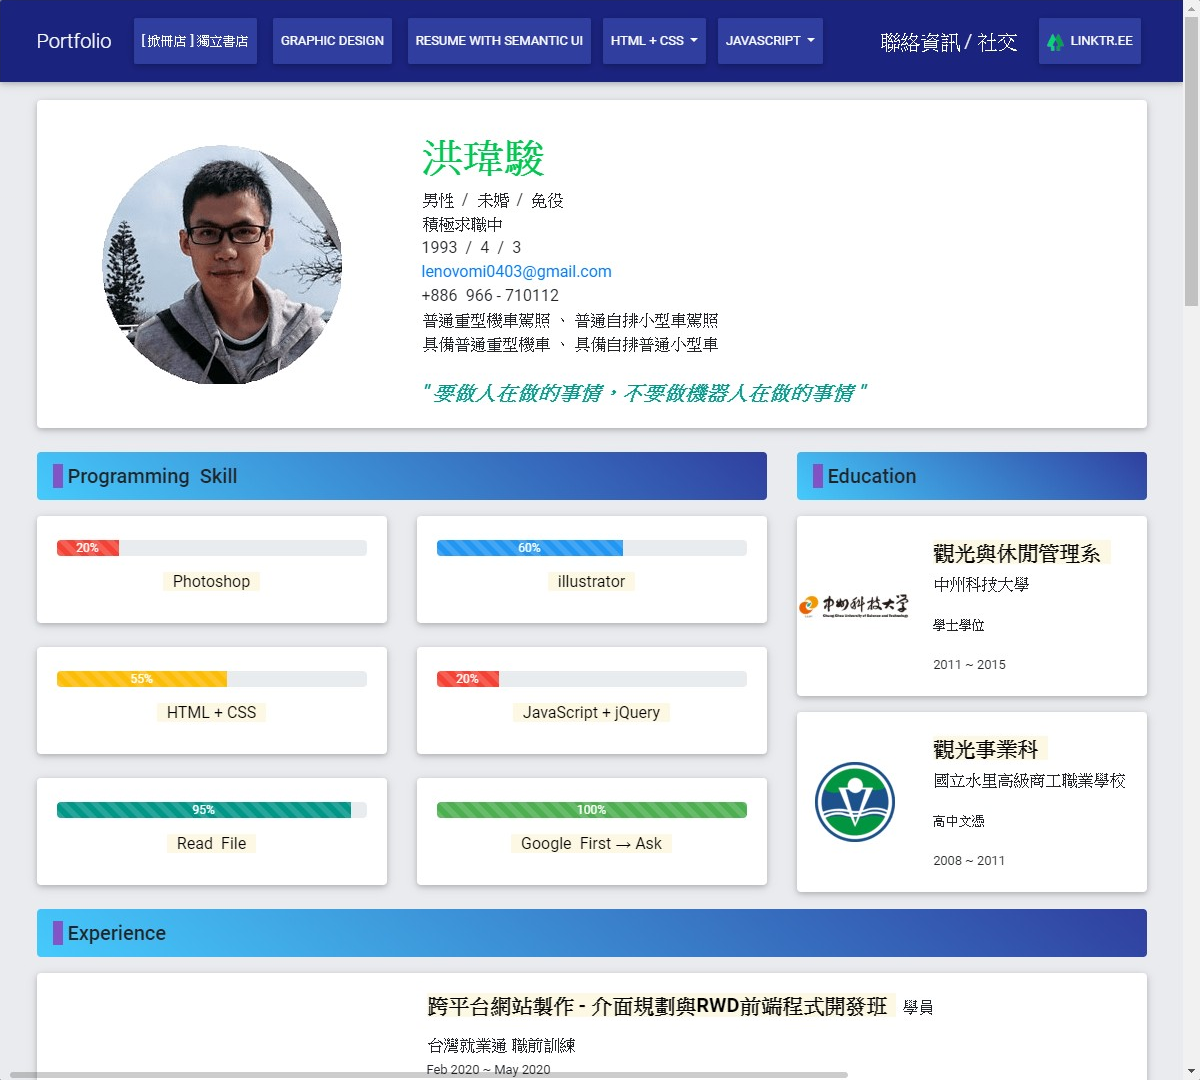 Portfolio
[掀冊店]獨立書店
GRAPHIC DESIGN
RESUME WITH SEMANTIC UI
HTML + CSS
JAVASCRIPT
聯絡資訊 / 社交
LINKTR.EE
洪瑋駿
男性 / 未婚 / 免役
積極求職中
1993 / 4 / 3
lenovomi0403@gmail.com
+886 966 - 710112
普通重型機車駕照 、 普通自排小型車駕照
具備普通重型機車 、 具備自排普通小型車
" 要做人在做的事情，不要做機器人在做的事情 "
Programming Skill
20%
Photoshop
60%
illustrator
55%
HTML + CSS
20%
JavaScript + jQuery
95%
Read File
100%
Google First → Ask
Education
中州科技大学
觀光與休閒管理系
中州科技大學
學士學位
2011 ~ 2015
觀光事業科
國立水里高級商工職業學校
高中文憑
2008 ~ 2011
Experience
跨平台網站製作 - 介面規劃與RWD前端程式開發班 學員
台灣就業通 職前訓練
Feb 2020 ~ May 2020